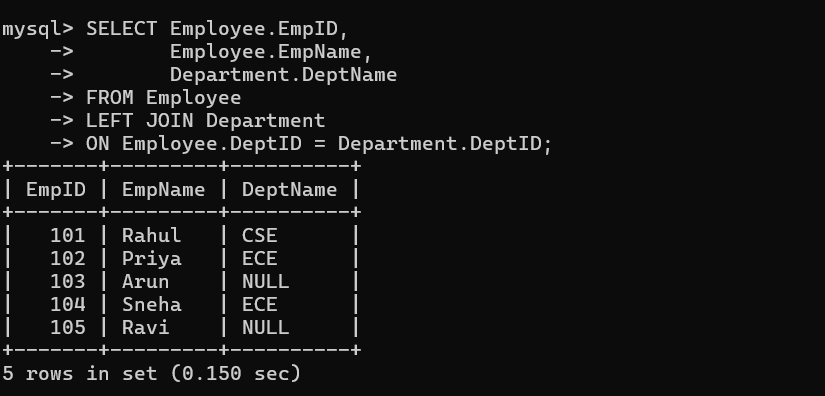 mysql> SELECT Employee.EmpID,
    ->        Employee.EmpName,
    ->        Department.DeptName
    -> FROM Employee
    -> LEFT JOIN Department
    -> ON Employee.DeptID = Department.DeptID;
+-------+---------+----------+
| EmpID | EmpName | DeptName |
+-------+---------+----------+
|   101 | Rahul   | CSE      |
|   102 | Priya   | ECE      |
|   103 | Arun    | NULL     |
|   104 | Sneha   | ECE      |
|   105 | Ravi    | NULL     |
+-------+---------+----------+
5 rows in set (0.150 sec)